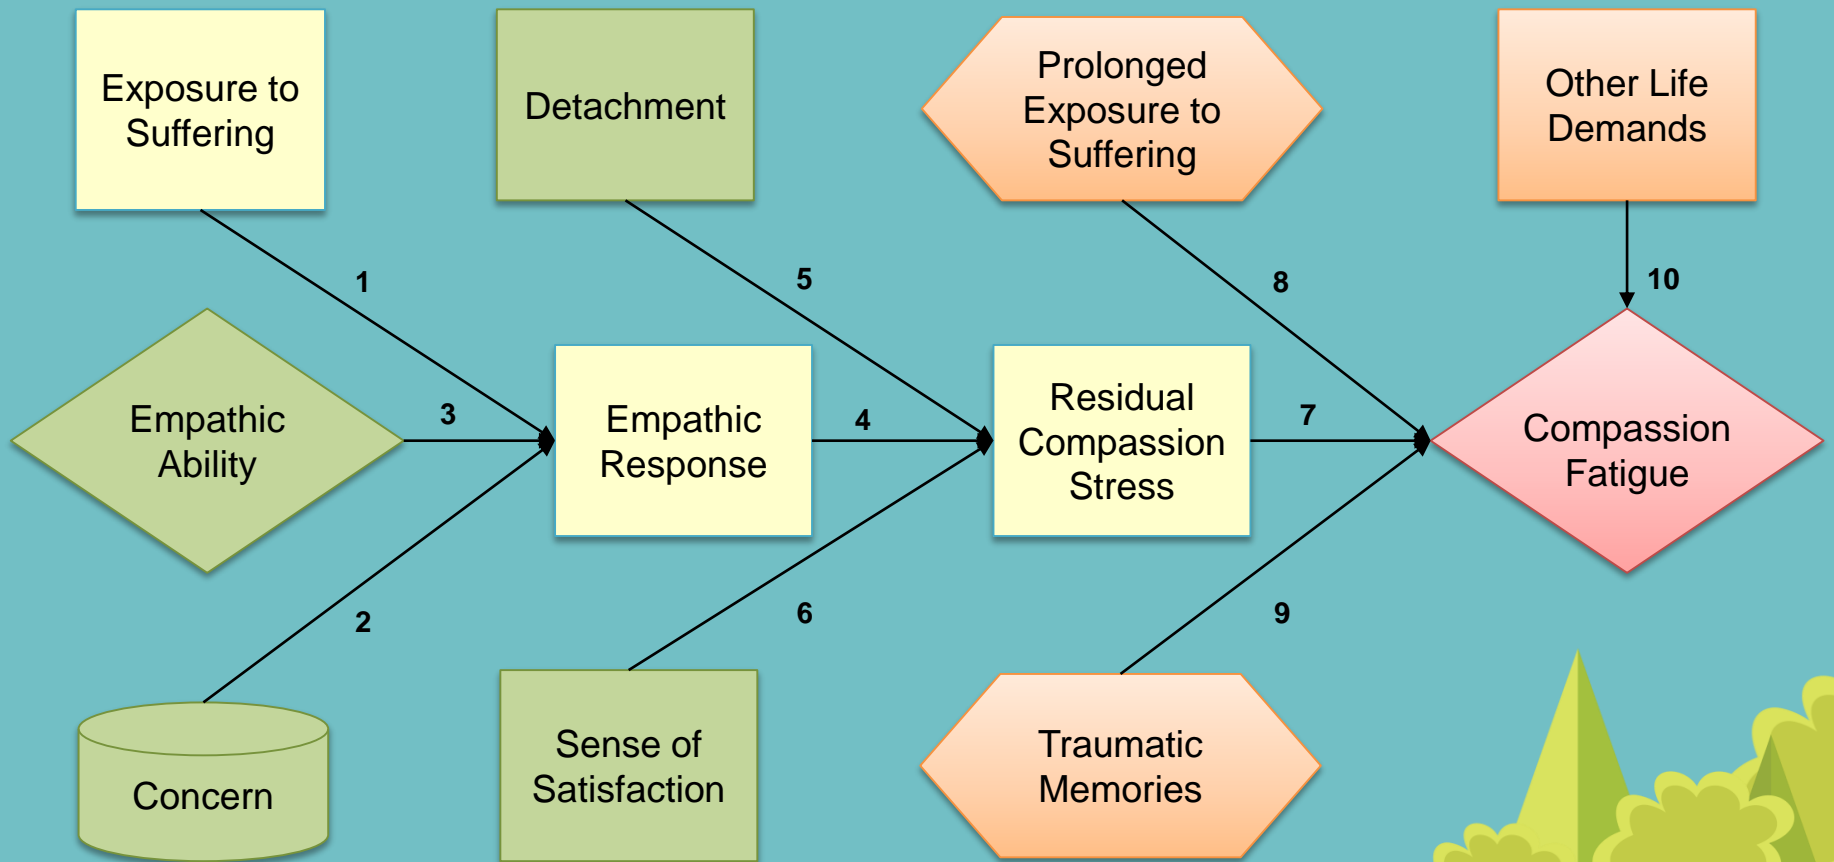 Exposure to
Suffering
Detachment
Prolonged
Exposure to
Suffering
Other Life
Demands
1
5
8
10
Empathic
Ability
3
Empathic
Response
4
Residual
Compassion
Stress
7
Compassion
Fatigue
2
6
9
Concern
Sense of
Satisfaction
Traumatic
Memories